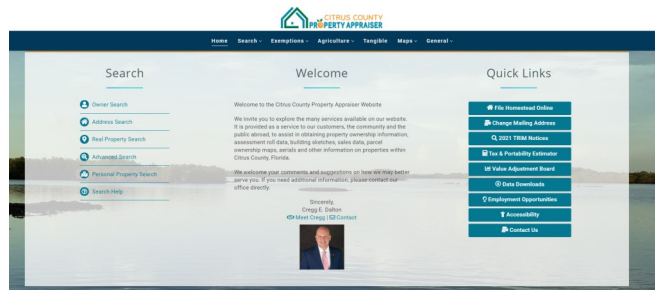 CITRUS COUNTY
PROPERTY APPRAISER
Home Search Exemptions Agriculture Tangible Maps General
Search
Owner Search
Address Search
Real Property Search
Advanced Search
Personal Property Search
Search Help
Welcome
Welcome to the Citrus County Property Appraiser Website
We invite you to explore the many services available on our website.
It is provided as a service to our customers, the community and the
public abroad, to assist in obtaining property ownership information,
assessment roll data, building sketches, sales data, parcel
ownership maps, aerials and other information on properties within
Citrus County, Florida.
We welcome your comments and suggestions on how we may better
serve you. If you need additional information, please contact our
office directly.
Sincerely,
Cregg E. Dalton
Meet Cregg | Contact
Quick Links
File Homestead Online
Change Mailing Address
2021 TRIM Notices
Tax & Portability Estimator
Value Adjustment Board
Data Downloads
Employment Opportunities
Accessibility
Contact Us